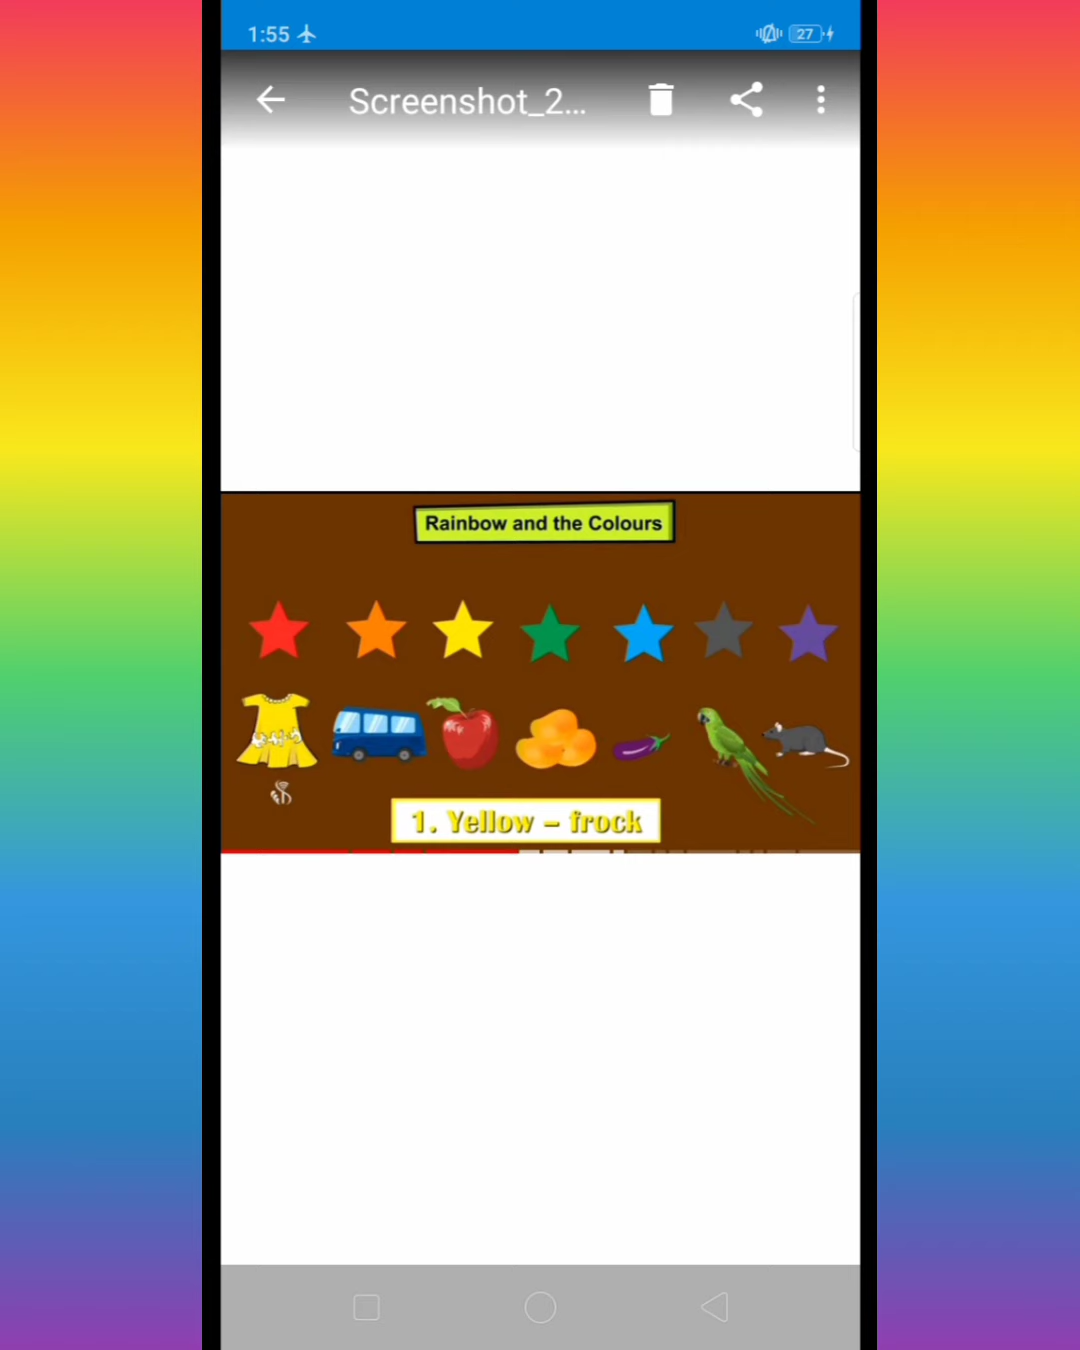 1:55
27
Screenshot_2...
Rainbow and the Colours
1. Yellow – frock